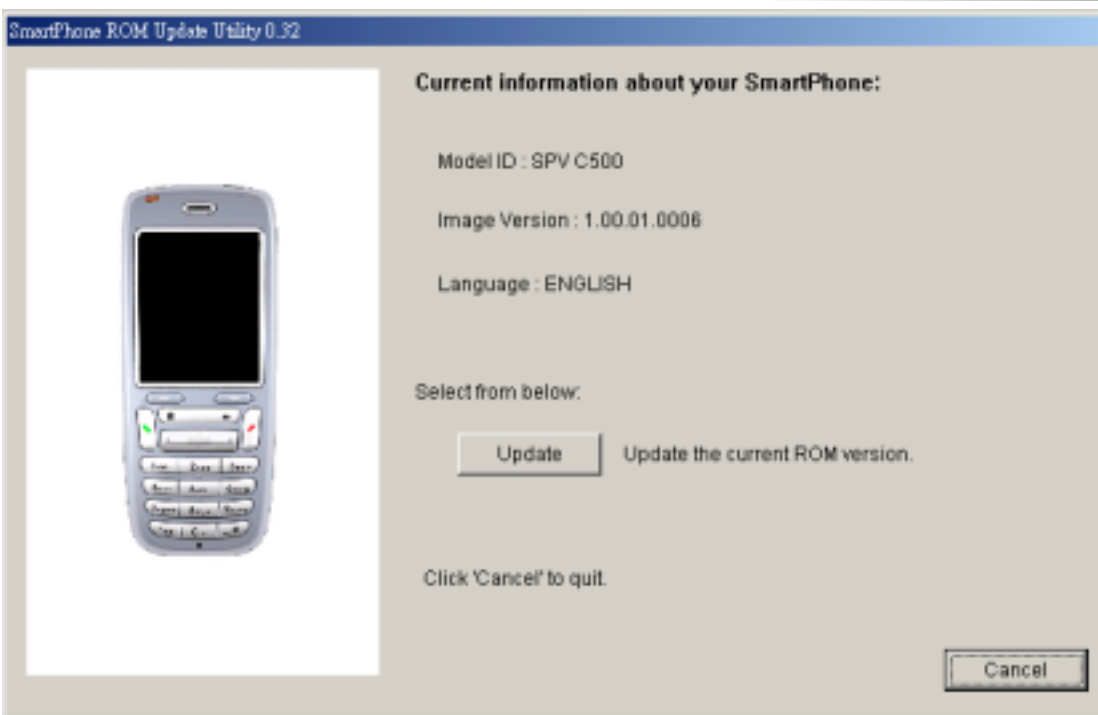 SmartPhone ROM Update Utility 0.32
Current information about your SmartPhone:
Model ID : SPV C500
Image Version : 1.00.01.0006
Language : ENGLISH
Select from below:
Update Update the current ROM version.
Click 'Cancel' to quit.
Cancel